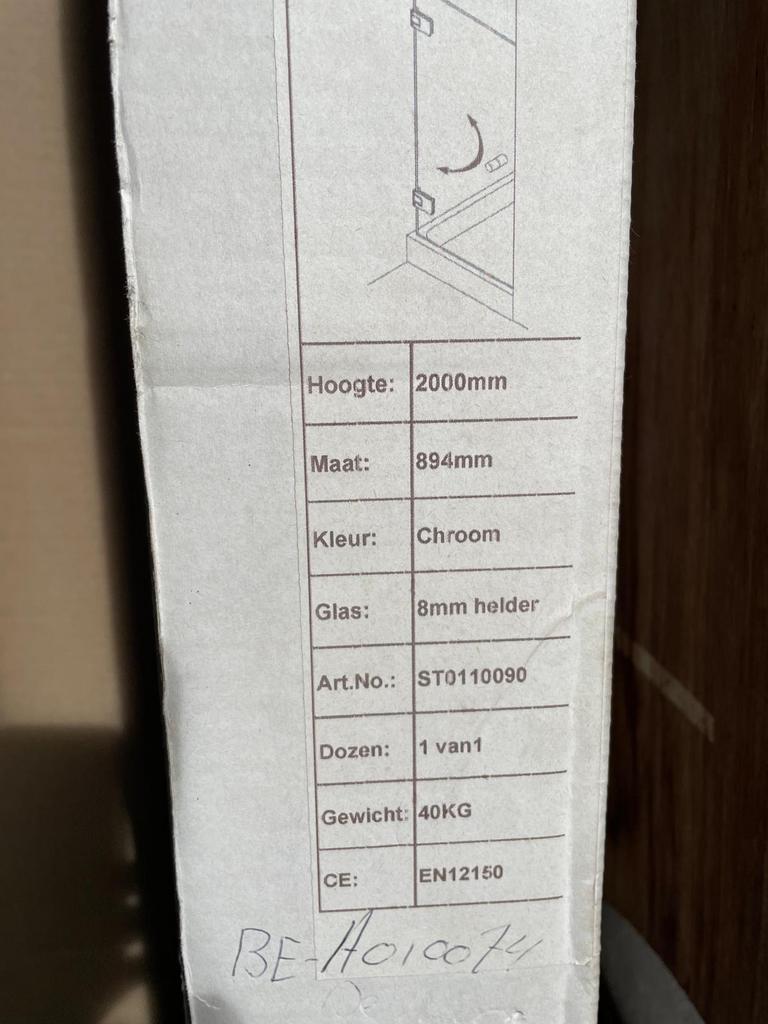 Hoogte: 2000mm
Maat: 894mm
Kleur: Chroom
Glas: 8mm helder
Art.No.: ST0110090
Dozen: 1 van1
Gewicht: 40KG
CE: EN12150
BE-A010074